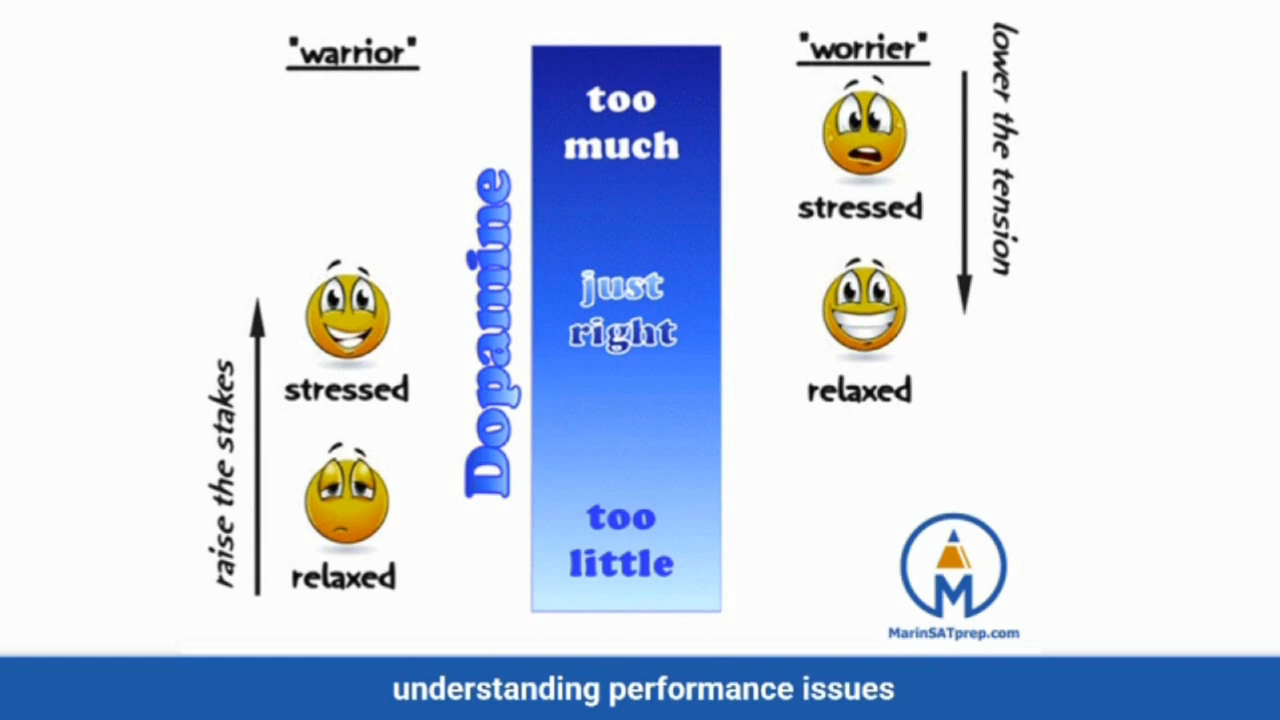 "warrior"
stressed
relaxed
raise the stakes
Dopamine
too
much
just
right
too
little
"worrier"
stressed
relaxed
lower the tension
M
MarinSATprep.com
understanding performance issues